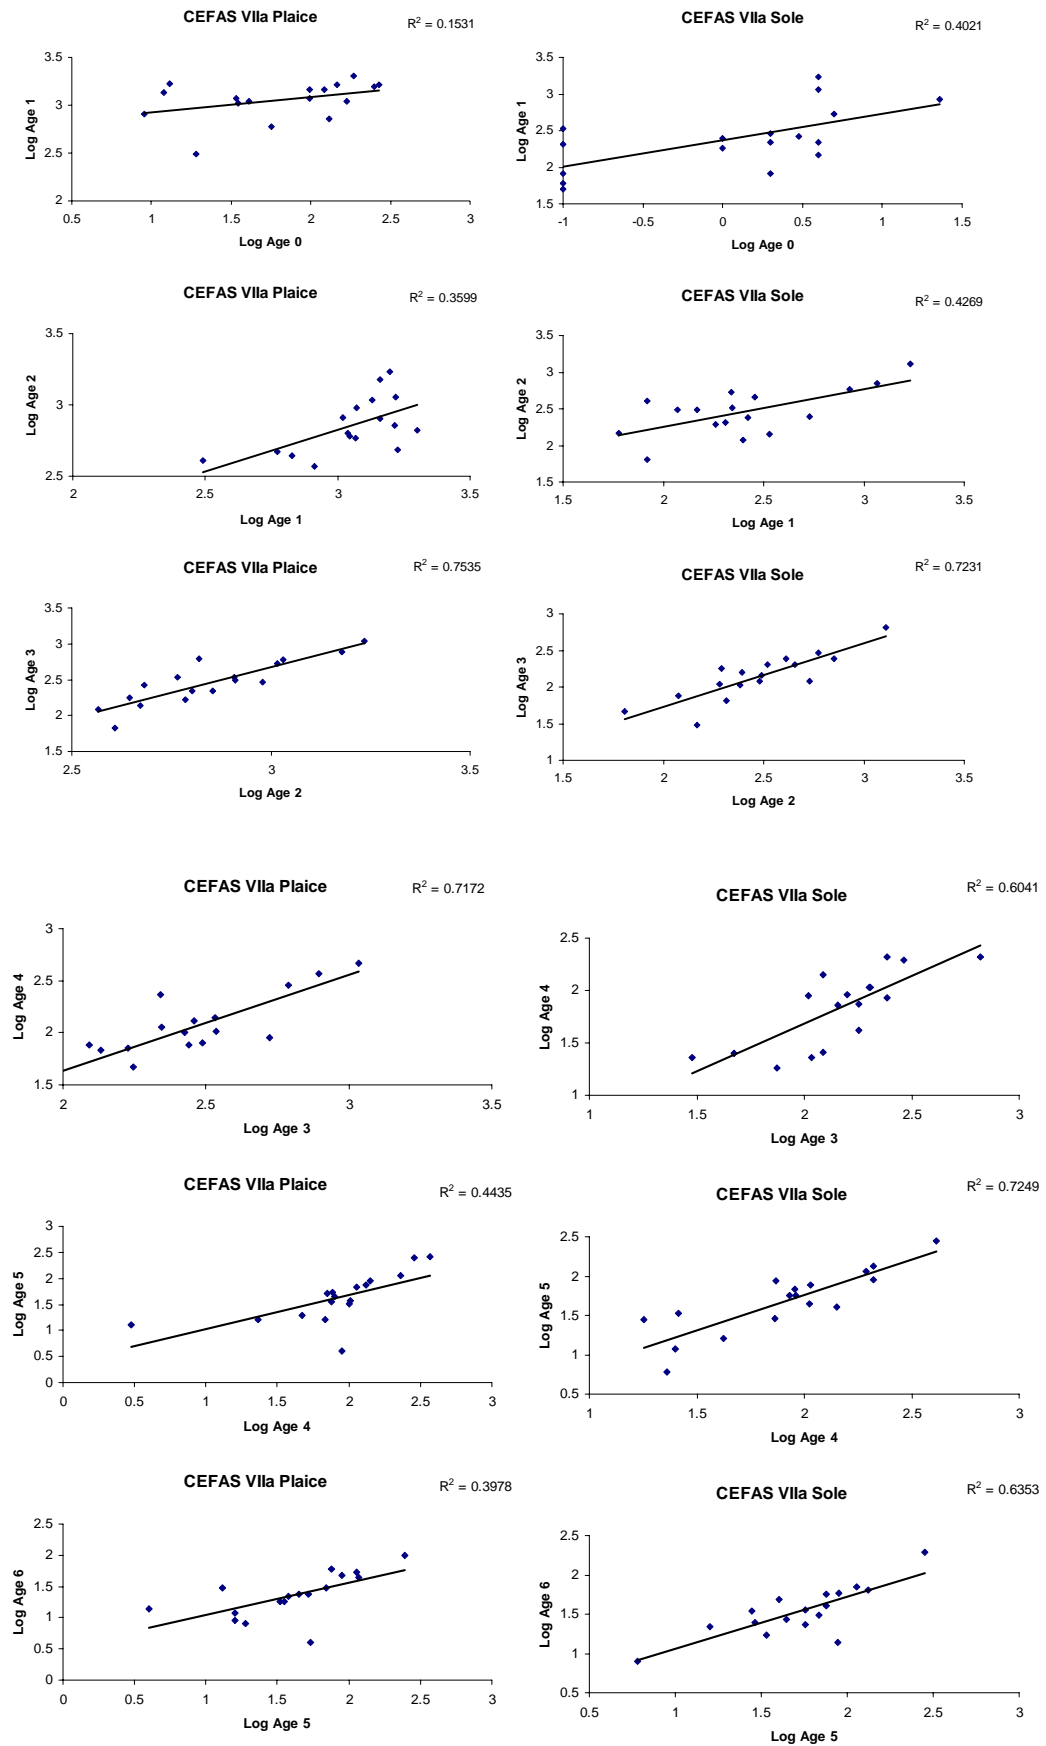 CEFAS VIIa Plaice
R² = 0.1531
3.5
3
2.5
2
0.5 1 1.5 2 2.5 3
Log Age 1
Log Age 0
CEFAS VIIa Sole
R² = 0.4021
3.5
3
2.5
2
1.5
-1 -0.5 0 0.5 1 1.5
Log Age 1
Log Age 0
CEFAS VIIa Plaice
R² = 0.3599
3.5
3
2.5
2 2.5 3 3.5
Log Age 2
Log Age 1
CEFAS VIIa Sole
R² = 0.4269
3.5
3
2.5
2
1.5
1.5 2 2.5 3 3.5
Log Age 2
Log Age 1
CEFAS VIIa Plaice
R² = 0.7535
3.5
3
2.5
2
1.5
2.5 3 3.5
Log Age 3
Log Age 2
CEFAS VIIa Sole
R² = 0.7231
3
2.5
2
1.5
1
1.5 2 2.5 3 3.5
Log Age 3
Log Age 2
CEFAS VIIa Plaice
R² = 0.7172
3
2.5
2
1.5
2 2.5 3 3.5
Log Age 4
Log Age 3
CEFAS VIIa Sole
R² = 0.6041
2.5
2
1.5
1
1 1.5 2 2.5 3
Log Age 4
Log Age 3
CEFAS VIIa Plaice
R² = 0.4435
3
2.5
2
1.5
1
0.5
0
0 0.5 1 1.5 2 2.5 3
Log Age 5
Log Age 4
CEFAS VIIa Sole
R² = 0.7249
2.5
2
1.5
1
0.5
1 1.5 2 2.5 3
Log Age 5
Log Age 4
CEFAS VIIa Plaice
R² = 0.3978
2.5
2
1.5
1
0.5
0
0 0.5 1 1.5 2 2.5 3
Log Age 6
Log Age 5
CEFAS VIIa Sole
R² = 0.6353
2.5
2
1.5
1
0.5
0.5 1 1.5 2 2.5 3
Log Age 6
Log Age 5